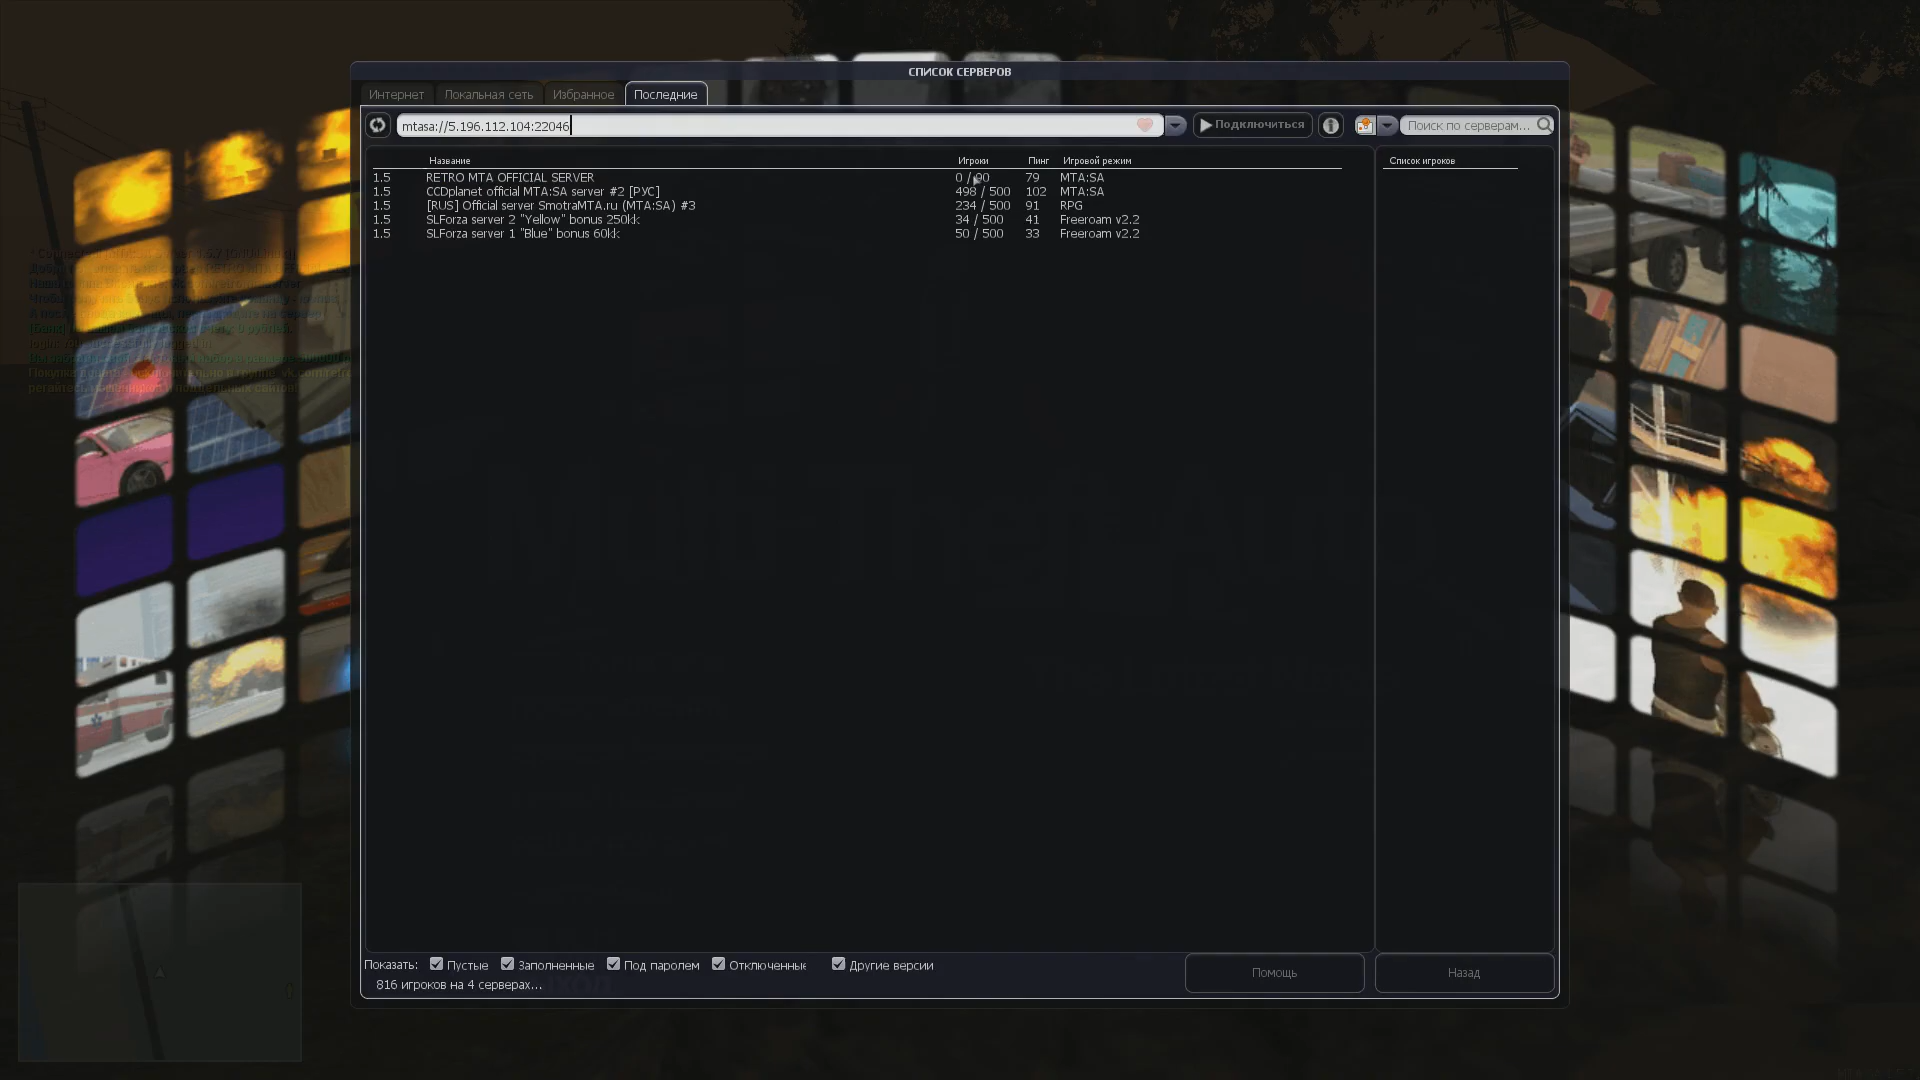 СПИСОК СЕРВЕРОВ
Интернет Локальная сеть Избранное Последние
mtasa://5.196.112.104:22046 Подключиться Поиск по серверам...
Название Игроки Пинг Игровой режим Список игроков
1.5 RETRO MTA OFFICIAL SERVER 0 / 79 MTA:SA
1.5 CCDplanet official MTA:SA server #2 [РУС] 498 / 500 102 MTA:SA
1.5 [RUS] Official server SmotraMTA.ru (MTA:SA) #3 234 / 500 91 RPG
1.5 SLForza server 2 "Yellow" bonus 250kk 34 / 500 41 Freeroam v2.2
1.5 SLForza server 1 "Blue" bonus 60kk 50 / 500 33 Freeroam v2.2
Показать: Пустые Заполненные Под паролем Отключенные Другие версии
816 игроков на 4 серверах...
Помощь Назад